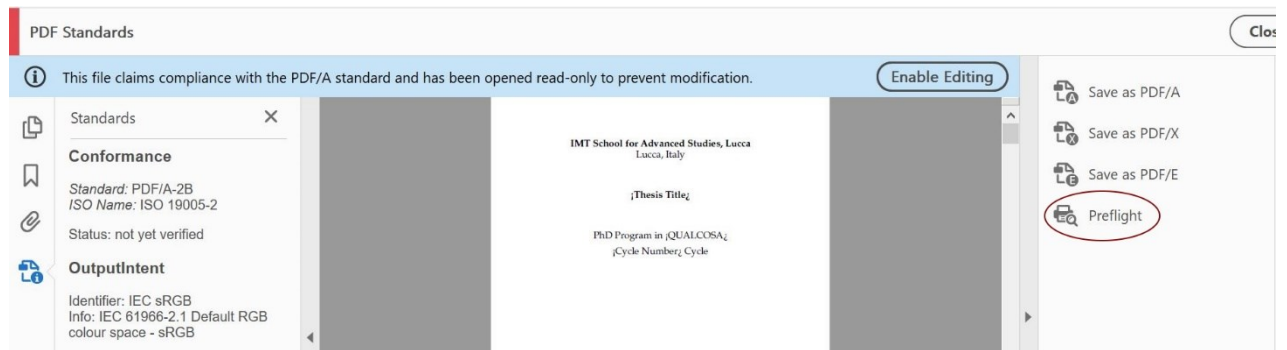 PDF Standards
Clos
This file claims compliance with the PDF/A standard and has been opened read-only to prevent modification.
Enable Editing
Standards
Conformance
Standard: PDF/A-2B
ISO Name: ISO 19005-2
Status: not yet verified
OutputIntent
Identifier: IEC sRGB
Info: IEC 61966-2.1 Default RGB
colour space - sRGB
IMT School for Advanced Studies, Lucca
Lucca, Italy
¡Thesis Title¿
PhD Program in ¡QUALCOSA¿
¡Cycle Number¿ Cycle
Save as PDF/A
Save as PDF/X
Save as PDF/E
Preflight